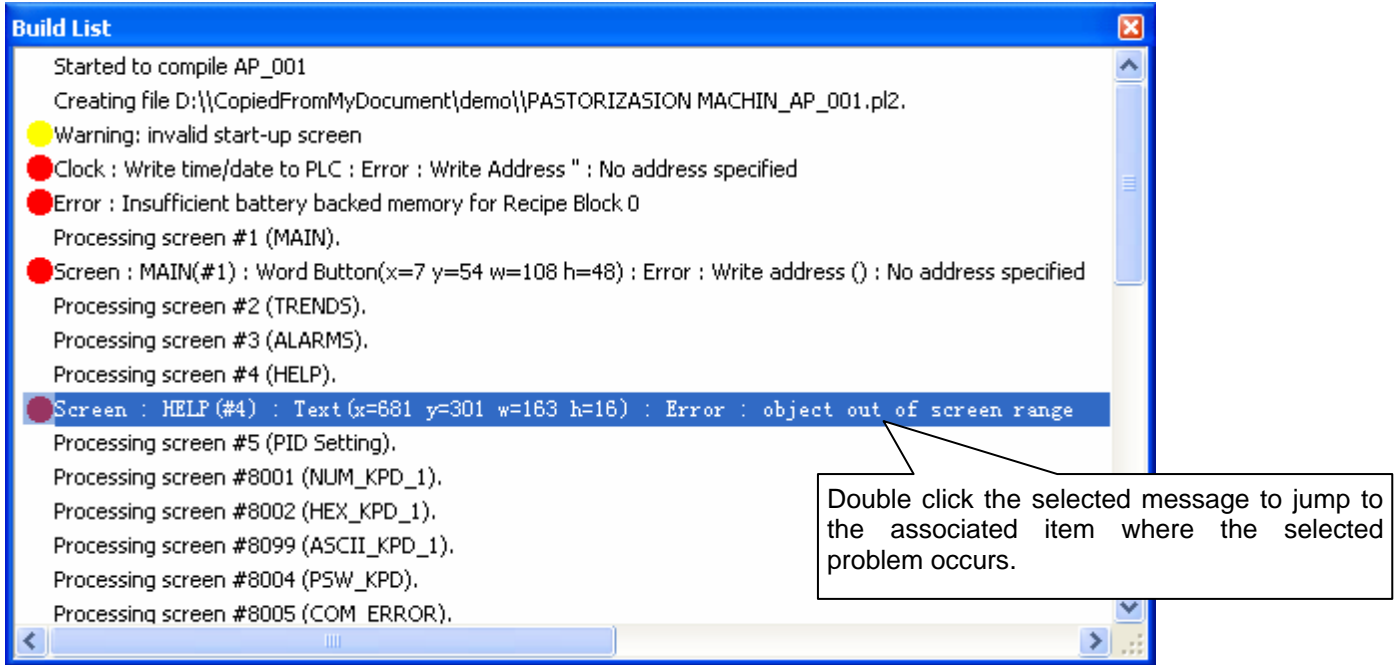 Build List
Started to compile AP_001
Creating file D:\\CopiedFromMyDocument\demo\\PASTORIZASION MACHIN_AP_001.pl2.
Warning: invalid start-up screen
Clock : Write time/date to PLC : Error : Write Address '' : No address specified
Error : Insufficient battery backed memory for Recipe Block 0
Processing screen #1 (MAIN).
Screen : MAIN(#1) : Word Button(x=7 y=54 w=108 h=48) : Error : Write address () : No address specified
Processing screen #2 (TRENDS).
Processing screen #3 (ALARMS).
Processing screen #4 (HELP).
Screen : HELP(#4) : Text(x=681 y=301 w=163 h=16) : Error : object out of screen range
Processing screen #5 (PID Setting).
Processing screen #8001 (NUM_KPD_1).
Processing screen #8002 (HEX_KPD_1).
Processing screen #8099 (ASCII_KPD_1).
Processing screen #8004 (PSW_KPD).
Processing screen #8005 (COM_ERROR).
Double click the selected message to jump to
the associated item where the selected
problem occurs.